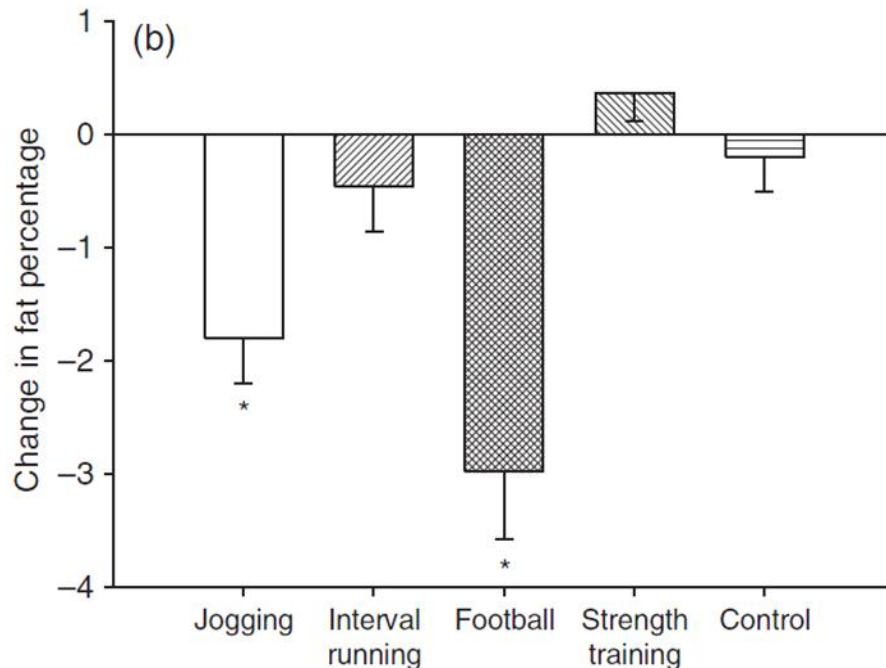 (b)
Change in fat percentage
1
0
–1
–2
–3
–4
*
*
Jogging
Interval
running
Football
Strength
training
Control